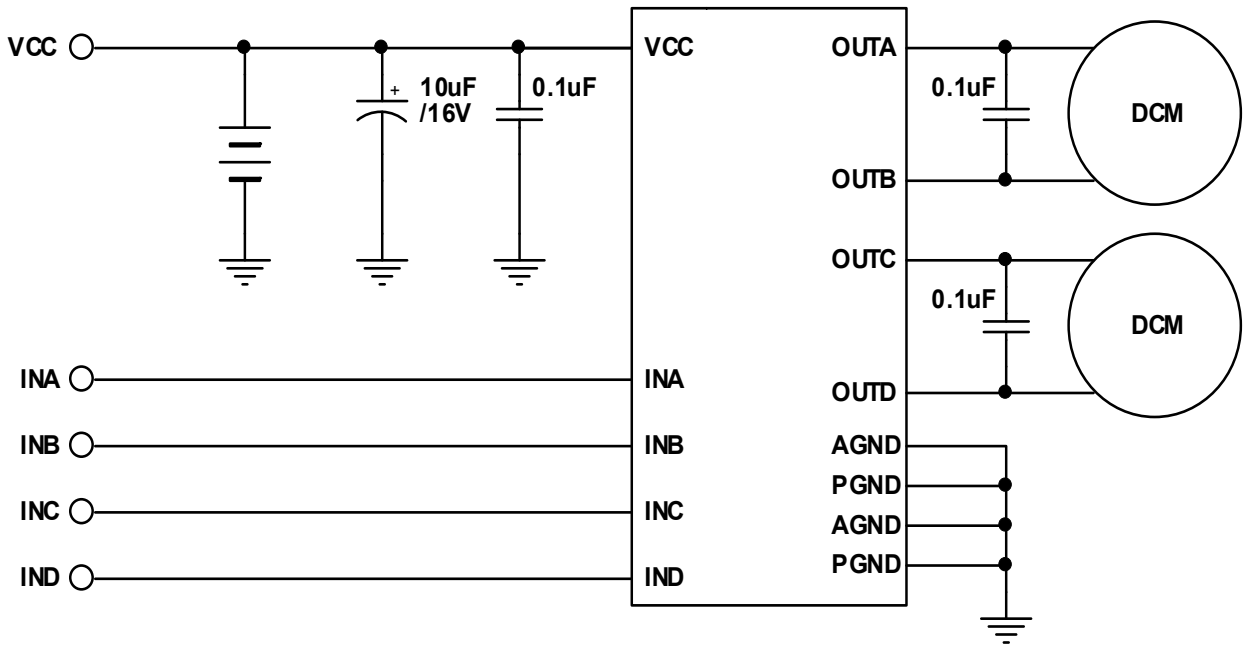 VCC
+
10uF
/16V
0.1uF
VCC
OUTA
0.1uF
DCM
OUTB
OUTC
0.1uF
DCM
INA
INA
OUTD
INB
INB
AGND
PGND
INC
INC
AGND
PGND
IND
IND